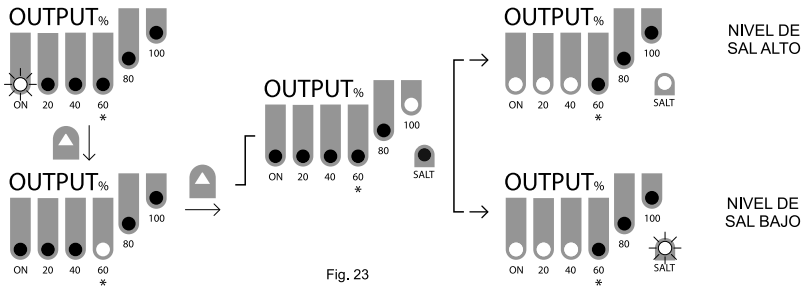 OUTPUT%
100
80
ON 20 40 60
*
OUTPUT%
100
80
ON 20 40 60
*
OUTPUT%
100
80
ON 20 40 60 SALT
*
OUTPUT%
100
80
ON 20 40 60 SALT
*
NIVEL DE
SAL ALTO
OUTPUT%
100
80
ON 20 40 60 SALT
*
NIVEL DE
SAL BAJO
Fig. 23